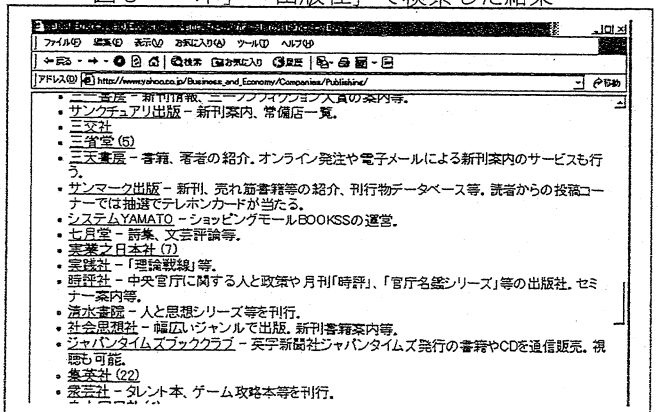 」で検索した結果
ファイル(F) 編集(E) 表示(V) お気に入り(A) ツール(T) ヘルプ(H)
戻る 検索 お気に入り 履歴
アドレス(D) http://www.yahoo.co.jp/Business_and_Economy/Companies/Publishing/ 移動
・サンクチュアリ出版 - 新刊案内、常備店一覧。
・三交社
・三省堂 (5)
・三天書房 - 書籍、著者の紹介。オンライン発注や電子メールによる新刊案内のサービスも行
う。
・サンマーク出版 - 新刊、売れ筋書籍等の紹介、刊行物データベース等。読者からの投稿コー
ナーでは抽選でテレホンカードが当たる。
・システムYAMATO - ショッピングモールBOOKSSの運営。
・七月堂 - 詩集、文芸評論等。
・実業之日本社 (7)
・実践社 - 「理論戦線」等。
・時評社 - 中央官庁に関する人と政策や月刊「時評」、「官庁名鑑シリーズ」等の出版社。セミ
ナー案内等。
・清水書院 - 人と思想シリーズ等を刊行。
・社会思想社 - 幅広いジャンルで出版。新刊書籍案内等。
・ジャパンタイムズブッククラブ - 英字新聞社ジャパンタイムズ発行の書籍やCDを通信販売。視
聴も可能。
・集英社 (22)
・永芸社 - タレント本、ゲーム攻略本等を刊行。